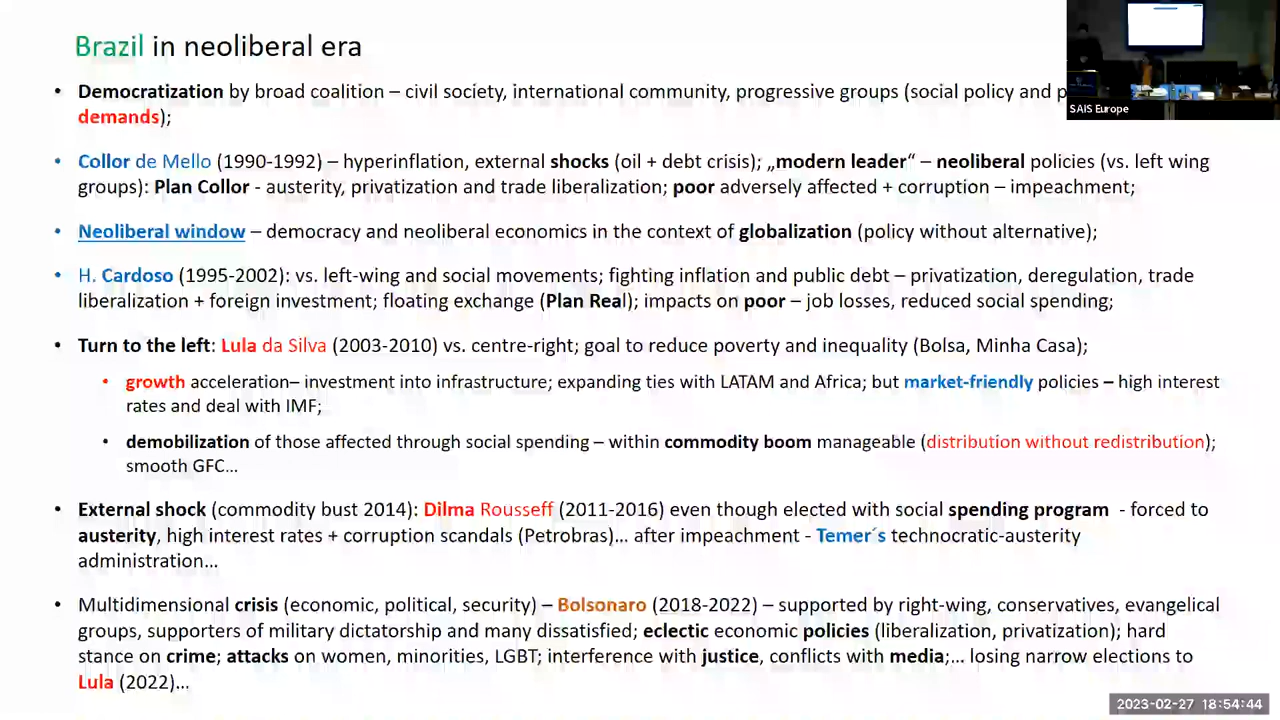 Brazil in neoliberal era
• Democratization by broad coalition – civil society, international community, progressive groups (social policy and
demands);
• Collor de Mello (1990-1992) – hyperinflation, external shocks (oil + debt crisis); „modern leader“ – neoliberal policies (vs. left wing
groups): Plan Collor - austerity, privatization and trade liberalization; poor adversely affected + corruption – impeachment;
• Neoliberal window – democracy and neoliberal economics in the context of globalization (policy without alternative);
• H. Cardoso (1995-2002): vs. left-wing and social movements; fighting inflation and public debt – privatization, deregulation, trade
liberalization + foreign investment; floating exchange (Plan Real); impacts on poor – job losses, reduced social spending;
• Turn to the left: Lula da Silva (2003-2010) vs. centre-right; goal to reduce poverty and inequality (Bolsa, Minha Casa);
• growth acceleration– investment into infrastructure; expanding ties with LATAM and Africa; but market-friendly policies – high interest
rates and deal with IMF;
• demobilization of those affected through social spending – within commodity boom manageable (distribution without redistribution);
smooth GFC…
• External shock (commodity bust 2014): Dilma Rousseff (2011-2016) even though elected with social spending program - forced to
austerity, high interest rates + corruption scandals (Petrobras)… after impeachment - Temer´s technocratic-austerity
administration…
• Multidimensional crisis (economic, political, security) – Bolsonaro (2018-2022) – supported by right-wing, conservatives, evangelical
groups, supporters of military dictatorship and many dissatisfied; eclectic economic policies (liberalization, privatization); hard
stance on crime; attacks on women, minorities, LGBT; interference with justice, conflicts with media;… losing narrow elections to
Lula (2022)…
SAIS Europe
2023-02-27 18:54:44